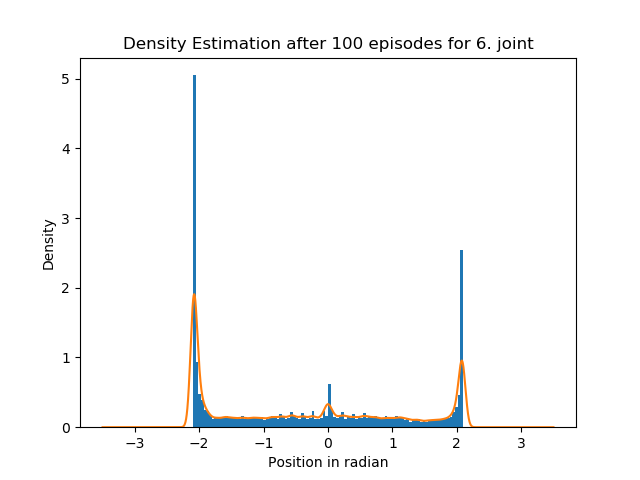 Density Estimation after 100 episodes for 6. joint
Density
5
4
3
2
1
0
−3 −2 −1 0 1 2 3
Position in radian